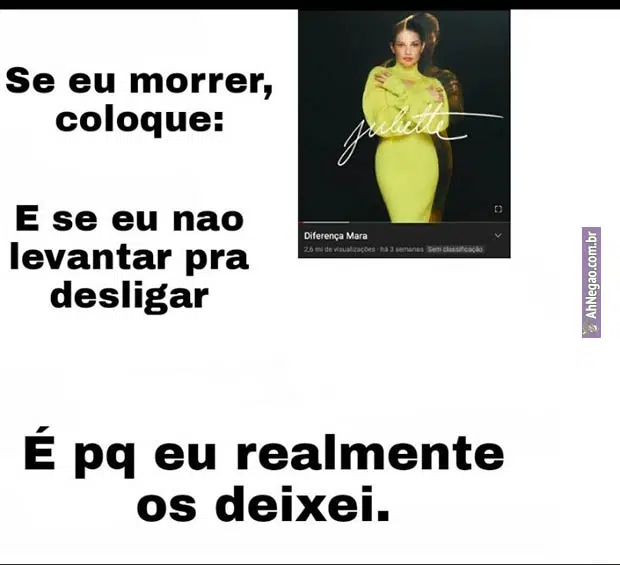 Se eu morrer,
coloque:
juliette
Diferença Mara
2,6 mi de visualizações · há 3 semanas Sem classificação
E se eu nao
levantar pra
desligar
É pq eu realmente
os deixei.
AhNegao.com.br